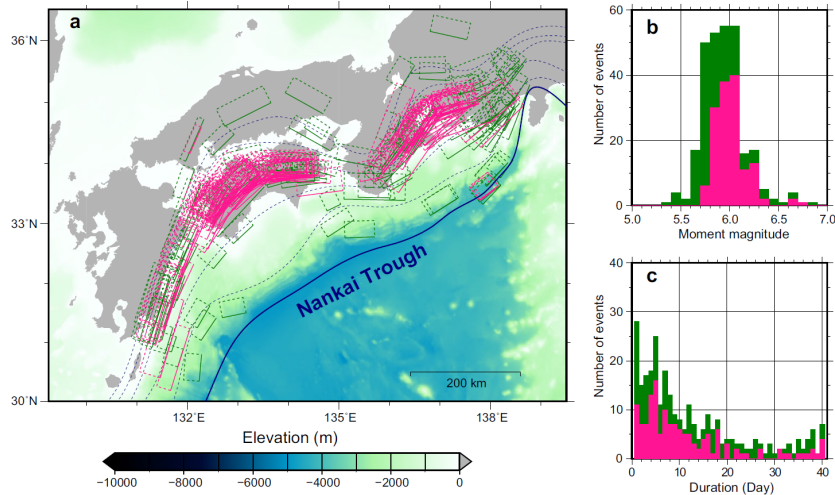 a
36˚N
33˚N
30˚N
132˚E
135˚E
138˚E
Nankai Trough
200 km
Elevation (m)
−10000
−8000
−6000
−4000
−2000
0
b
Number of events
60
40
20
0
5.0
5.5
6.0
6.5
7.0
Moment magnitude
c
Number of events
40
30
20
10
0
0
10
20
30
40
Duration (Day)